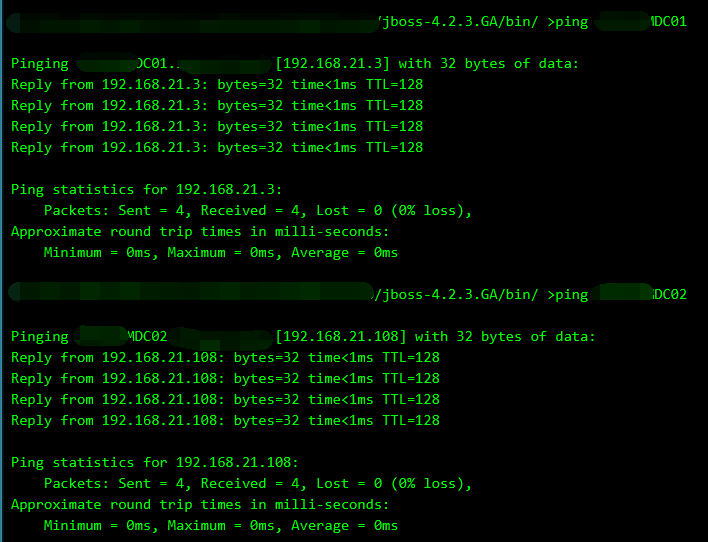 /jboss-4.2.3.GA/bin/ >ping MDC01
Pinging DC01. [192.168.21.3] with 32 bytes of data:
Reply from 192.168.21.3: bytes=32 time<1ms TTL=128
Reply from 192.168.21.3: bytes=32 time<1ms TTL=128
Reply from 192.168.21.3: bytes=32 time<1ms TTL=128
Reply from 192.168.21.3: bytes=32 time<1ms TTL=128
Ping statistics for 192.168.21.3:
Packets: Sent = 4, Received = 4, Lost = 0 (0% loss),
Approximate round trip times in milli-seconds:
Minimum = 0ms, Maximum = 0ms, Average = 0ms
/jboss-4.2.3.GA/bin/ >ping DC02
Pinging MDC02 [192.168.21.108] with 32 bytes of data:
Reply from 192.168.21.108: bytes=32 time<1ms TTL=128
Reply from 192.168.21.108: bytes=32 time<1ms TTL=128
Reply from 192.168.21.108: bytes=32 time<1ms TTL=128
Reply from 192.168.21.108: bytes=32 time<1ms TTL=128
Ping statistics for 192.168.21.108:
Packets: Sent = 4, Received = 4, Lost = 0 (0% loss),
Approximate round trip times in milli-seconds:
Minimum = 0ms, Maximum = 0ms, Average = 0ms